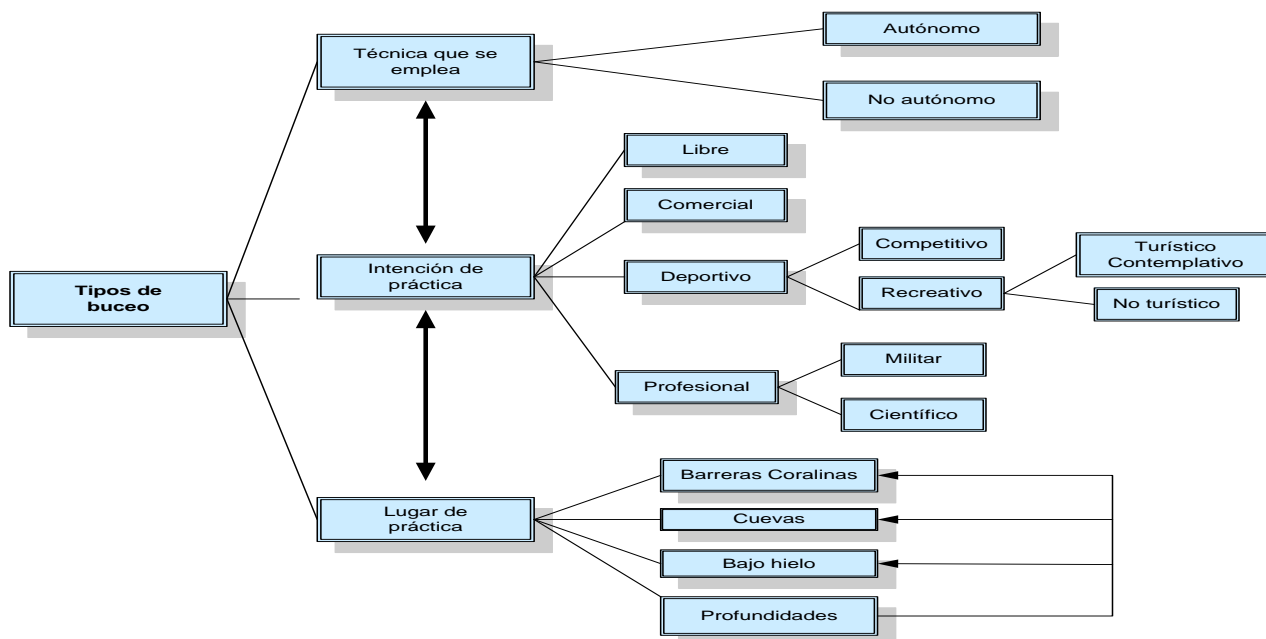 Técnica que se
emplea
Autónomo
No autónomo
Libre
Comercial
Intención de
práctica
Deportivo
Competitivo
Recreativo
Turístico
Contemplativo
No turístico
Tipos de
buceo
Profesional
Militar
Científico
Lugar de
práctica
Barreras Coralinas
Cuevas
Bajo hielo
Profundidades